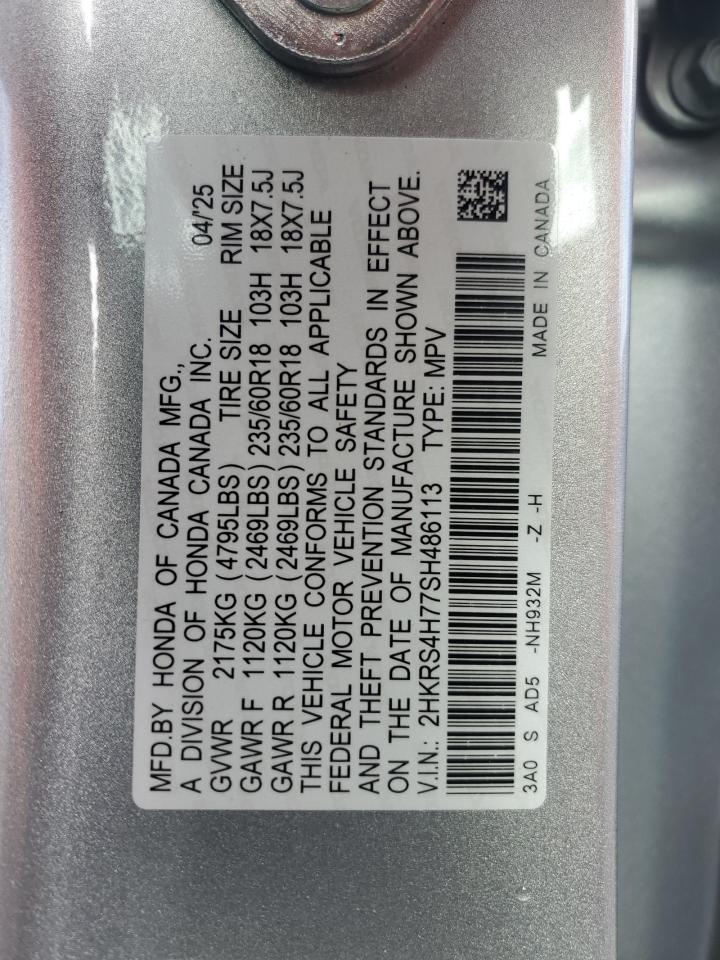 MFD.BY HONDA OF CANADA MFG.,
A DIVISION OF HONDA CANADA INC. 04/'25
GVWR 2175KG (4795LBS) TIRE SIZE RIM SIZE
GAWR F 1120KG (2469LBS) 235/60R18 103H 18X7.5J
GAWR R 1120KG (2469LBS) 235/60R18 103H 18X7.5J
THIS VEHICLE CONFORMS TO ALL APPLICABLE
FEDERAL MOTOR VEHICLE SAFETY
AND THEFT PREVENTION STANDARDS IN EFFECT
ON THE DATE OF MANUFACTURE SHOWN ABOVE.
V.I.N.: 2HKRS4H77SH486113 TYPE: MPV
3A0 S AD5 -NH932M -Z -H
MADE IN CANADA